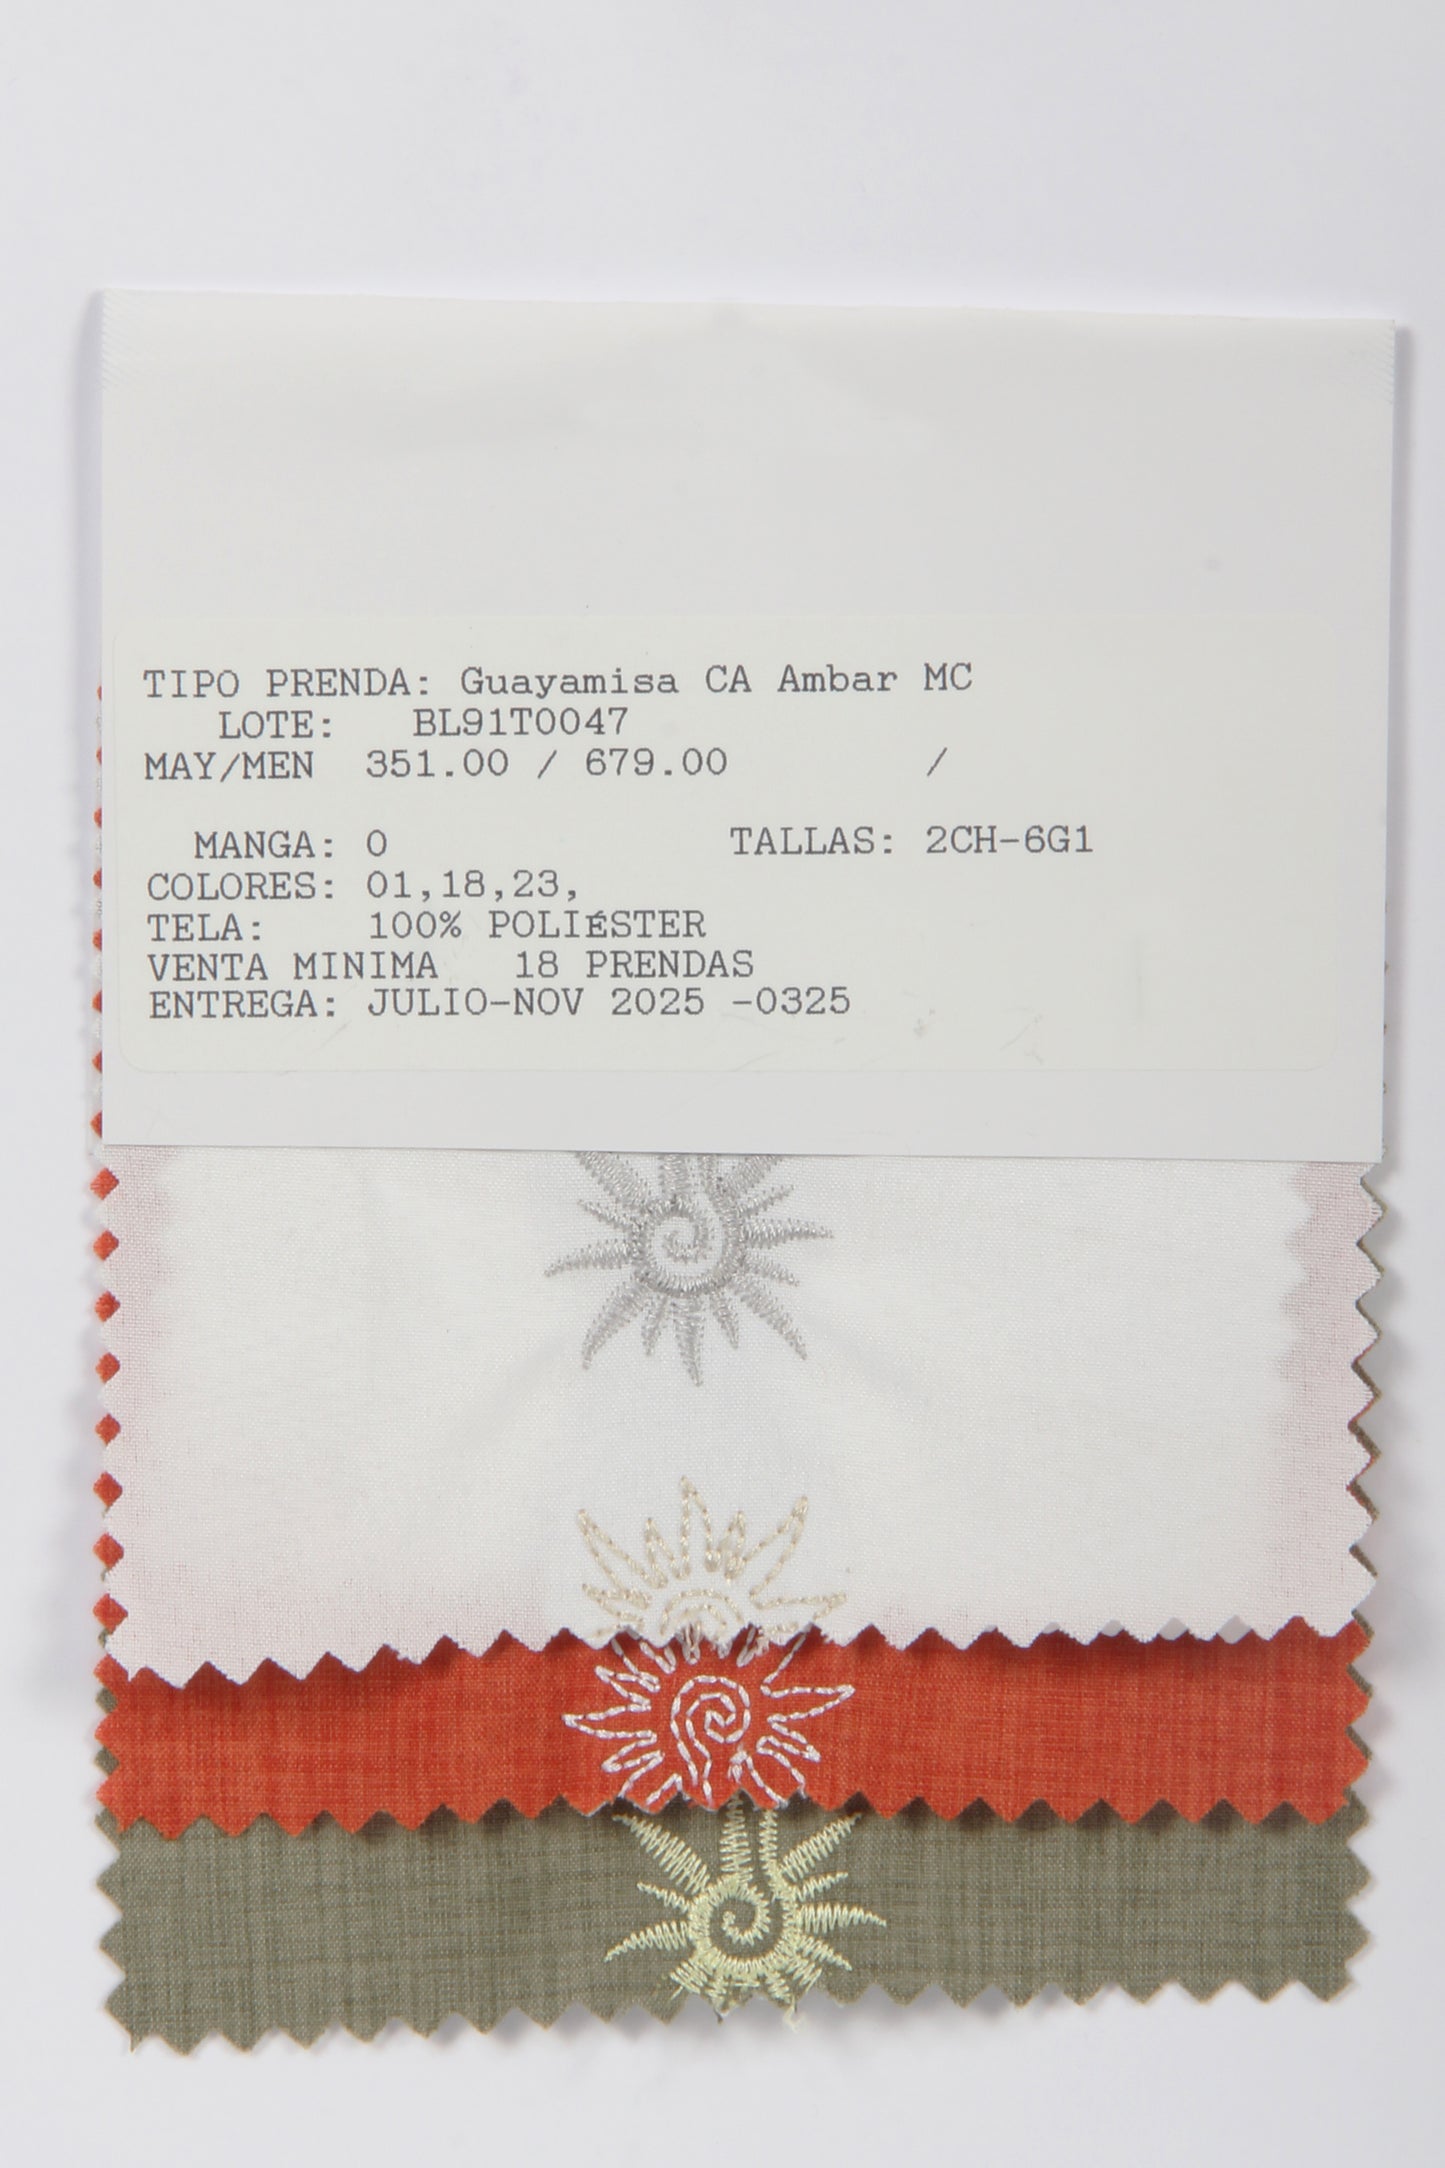 TIPO PRENDA: Guayamisa CA Ambar MC
LOTE: BL91T0047
MAY/MEN 351.00 / 679.00 /
MANGA: 0 TALLAS: 2CH-6G1
COLORES: 01,18,23,
TELA: 100% POLIÉSTER
VENTA MINIMA 18 PRENDAS
ENTREGA: JULIO-NOV 2025 -0325